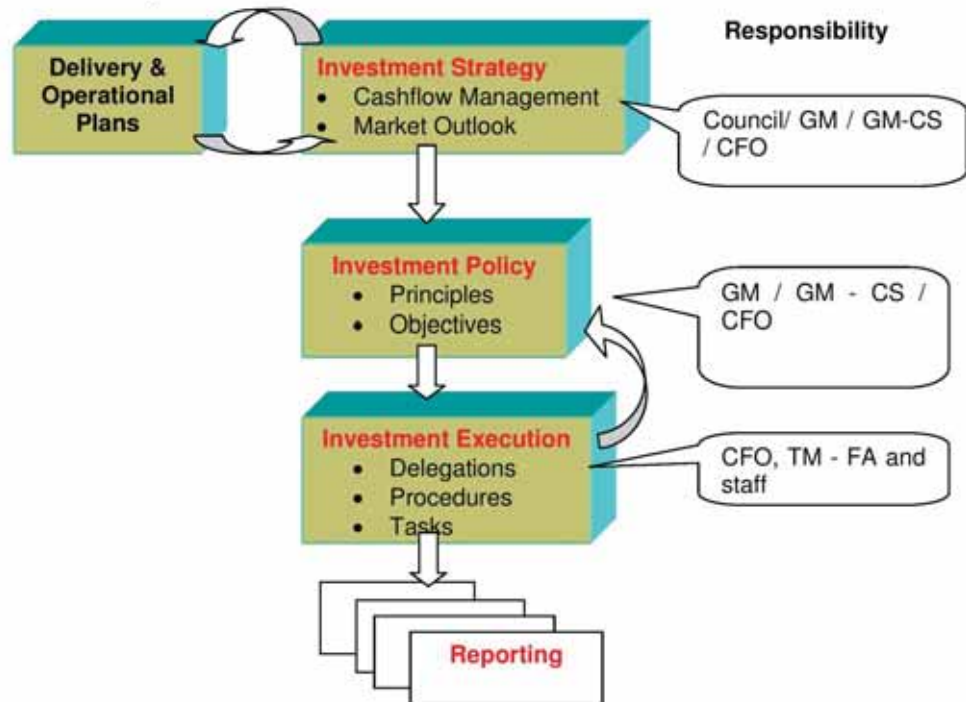 Responsibility
Delivery &
Operational
Plans
Investment Strategy
• Cashflow Management
• Market Outlook
Council/ GM / GM-CS
/ CFO
Investment Policy
• Principles
• Objectives
GM / GM - CS /
CFO
Investment Execution
• Delegations
• Procedures
• Tasks
CFO, TM - FA and
staff
Reporting